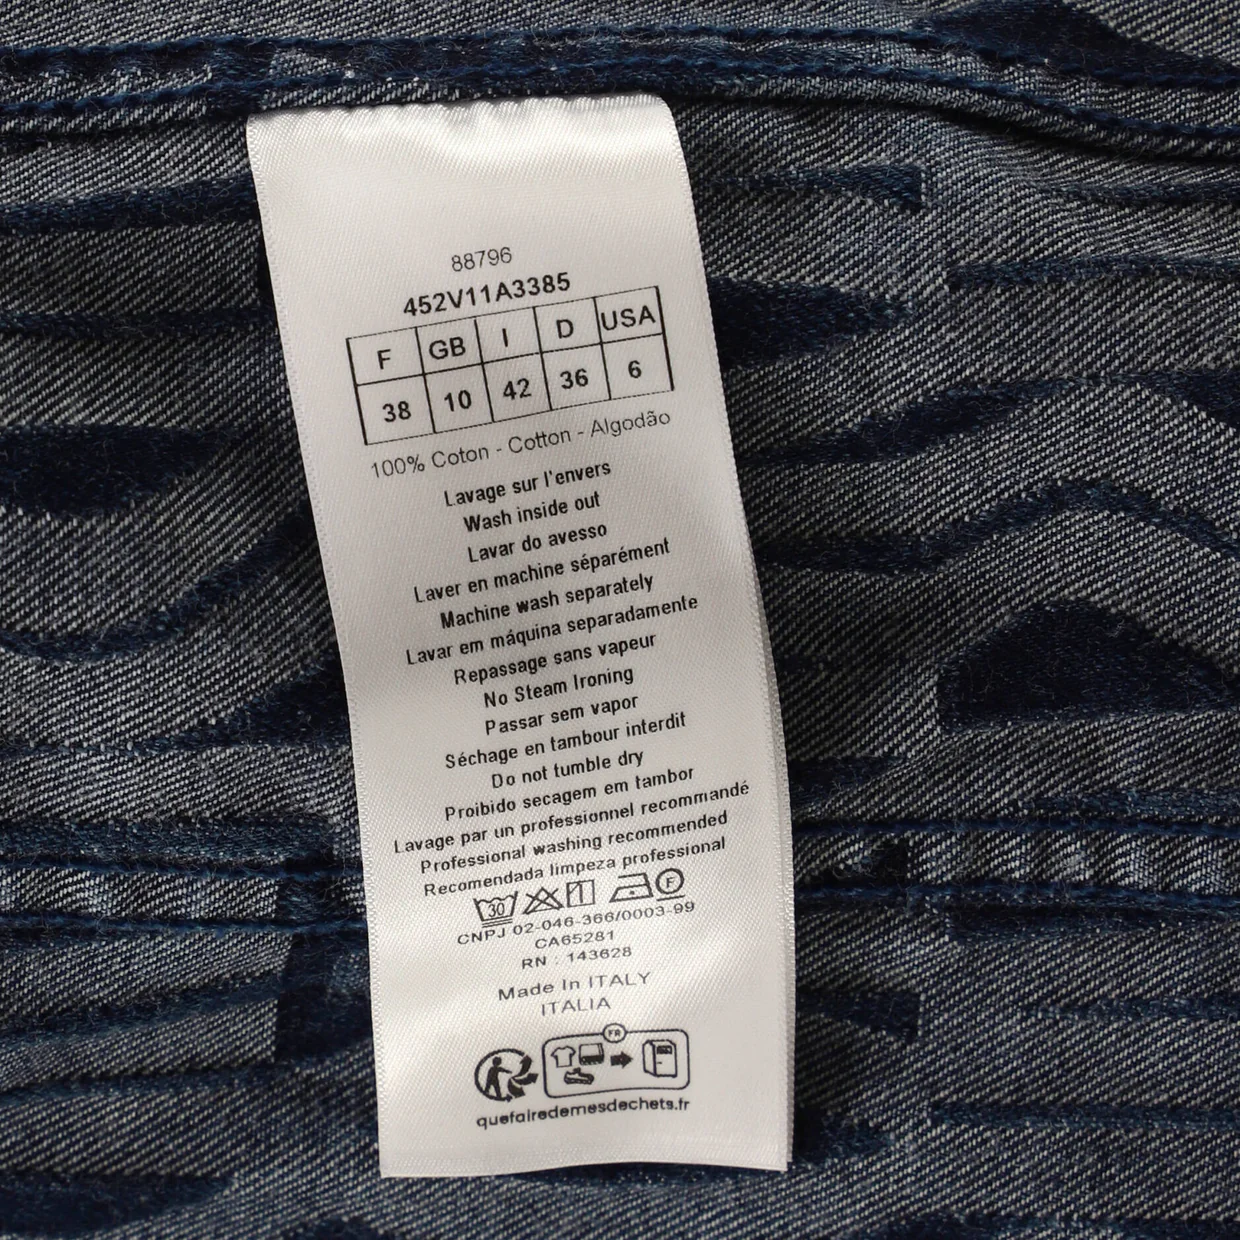 88796
452V11A3385
F GB I D USA
38 10 42 36 6
100% Coton - Cotton - Algodão
Lavage sur l'envers
Wash inside out
Lavar do avesso
Laver en machine séparément
Machine wash separately
Lavar em máquina separadamente
Repassage sans vapeur
No Steam Ironing
Passar sem vapor
Séchage en tambour interdit
Do not tumble dry
Proibido secagem em tambor
Lavage par un professionnel recommandé
Professional washing recommended
Recomendada limpeza professional
30 F
CNPJ 02-046-366/0003-99
CA65281
RN : 143628
Made In ITALY
ITALIA
FR
quefairedemesdechets.fr